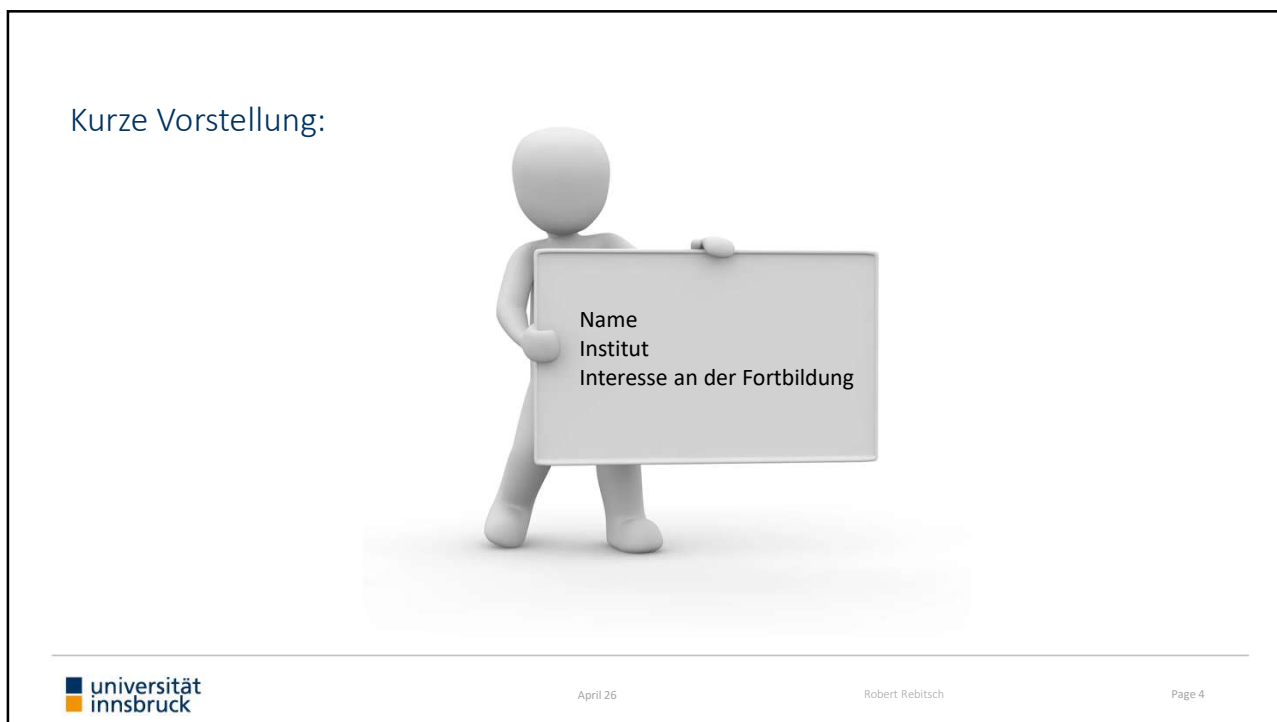 Kurze Vorstellung:
Name
Institut
Interesse an der Fortbildung
universität
innsbruck
April 26
Robert Rebitsch
Page 4